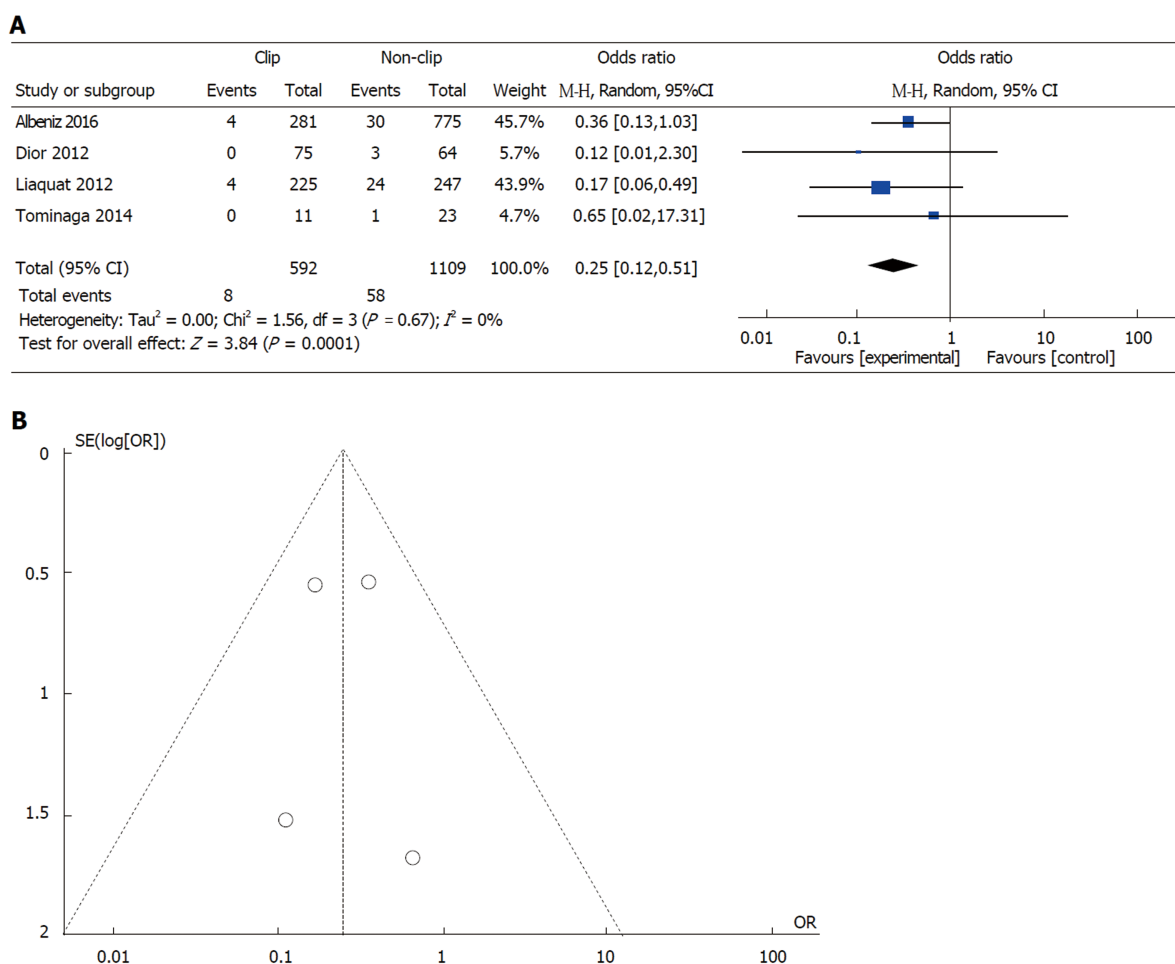 A
Clip Non-clip Odds ratio Odds ratio
Study or subgroup Events Total Events Total Weight M-H, Random, 95%CI M-H, Random, 95% CI
Albeniz 2016 4 281 30 775 45.7% 0.36 [0.13,1.03]
Dior 2012 0 75 3 64 5.7% 0.12 [0.01,2.30]
Liaquat 2012 4 225 24 247 43.9% 0.17 [0.06,0.49]
Tominaga 2014 0 11 1 23 4.7% 0.65 [0.02,17.31]
Total (95% CI) 592 1109 100.0% 0.25 [0.12,0.51]
Total events 8 58
Heterogeneity: Tau² = 0.00; Chi² = 1.56, df = 3 (P = 0.67); I² = 0%
Test for overall effect: Z = 3.84 (P = 0.0001)
0.01 0.1 1 10 100
Favours [experimental] Favours [control]
B
SE(log[OR])
0
0.5
1
1.5
2
OR
0.01 0.1 1 10 100